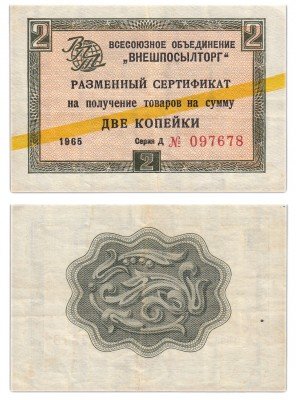 2 2
ВПТ
ВСЕСОЮЗНОЕ ОБЪЕДИНЕНИЕ
„ВНЕШПОСЫЛТОРГ"
РАЗМЕННЫЙ СЕРТИФИКАТ
на получение товаров на сумму
ДВЕ КОПЕЙКИ
1965 Серия Д № 097678
2